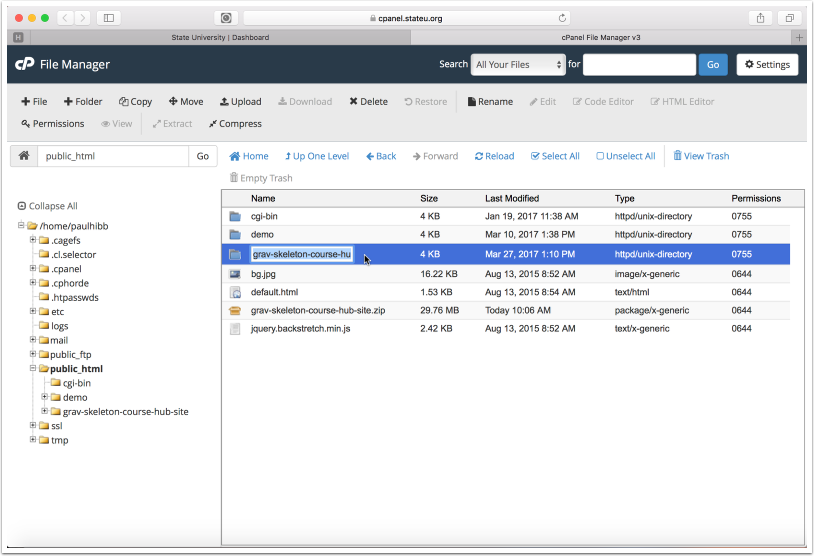 cpanel.stateu.org
H State University | Dashboard cPanel File Manager v3
cP File Manager Search All Your Files for Go Settings
File Folder Copy Move Upload Download Delete Restore Rename Edit Code Editor HTML Editor
Permissions View Extract Compress
public_html Go Home Up One Level Back Forward Reload Select All Unselect All View Trash
Empty Trash
Collapse All
/home/paulhibb
.cagefs
.cl.selector
.cpanel
.cphorde
.htpasswds
etc
logs
mail
public_ftp
public_html
cgi-bin
demo
grav-skeleton-course-hub-site
ssl
tmp
Name Size Last Modified Type Permissions
cgi-bin 4 KB Jan 19, 2017 11:38 AM httpd/unix-directory 0755
demo 4 KB Mar 10, 2017 1:38 PM httpd/unix-directory 0755
grav-skeleton-course-hu 4 KB Mar 27, 2017 1:10 PM httpd/unix-directory 0755
bg.jpg 16.22 KB Aug 13, 2015 8:52 AM image/x-generic 0644
default.html 1.53 KB Aug 13, 2015 8:54 AM text/html 0644
grav-skeleton-course-hub-site.zip 29.76 MB Today 10:06 AM package/x-generic 0644
jquery.backstretch.min.js 2.42 KB Aug 13, 2015 8:52 AM text/x-generic 0644